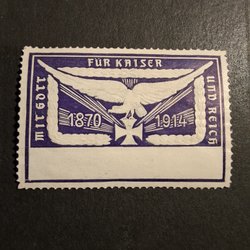 MIT GOTT
FÜR KAISER
UND REICH
1870 1914